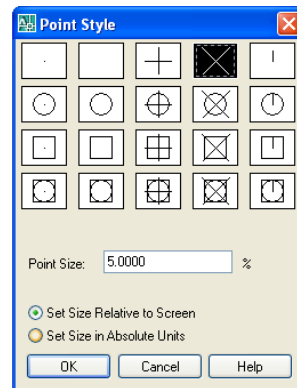 Point Style
Point Size: 5.0000 %
Set Size Relative to Screen
Set Size in Absolute Units
OK Cancel Help